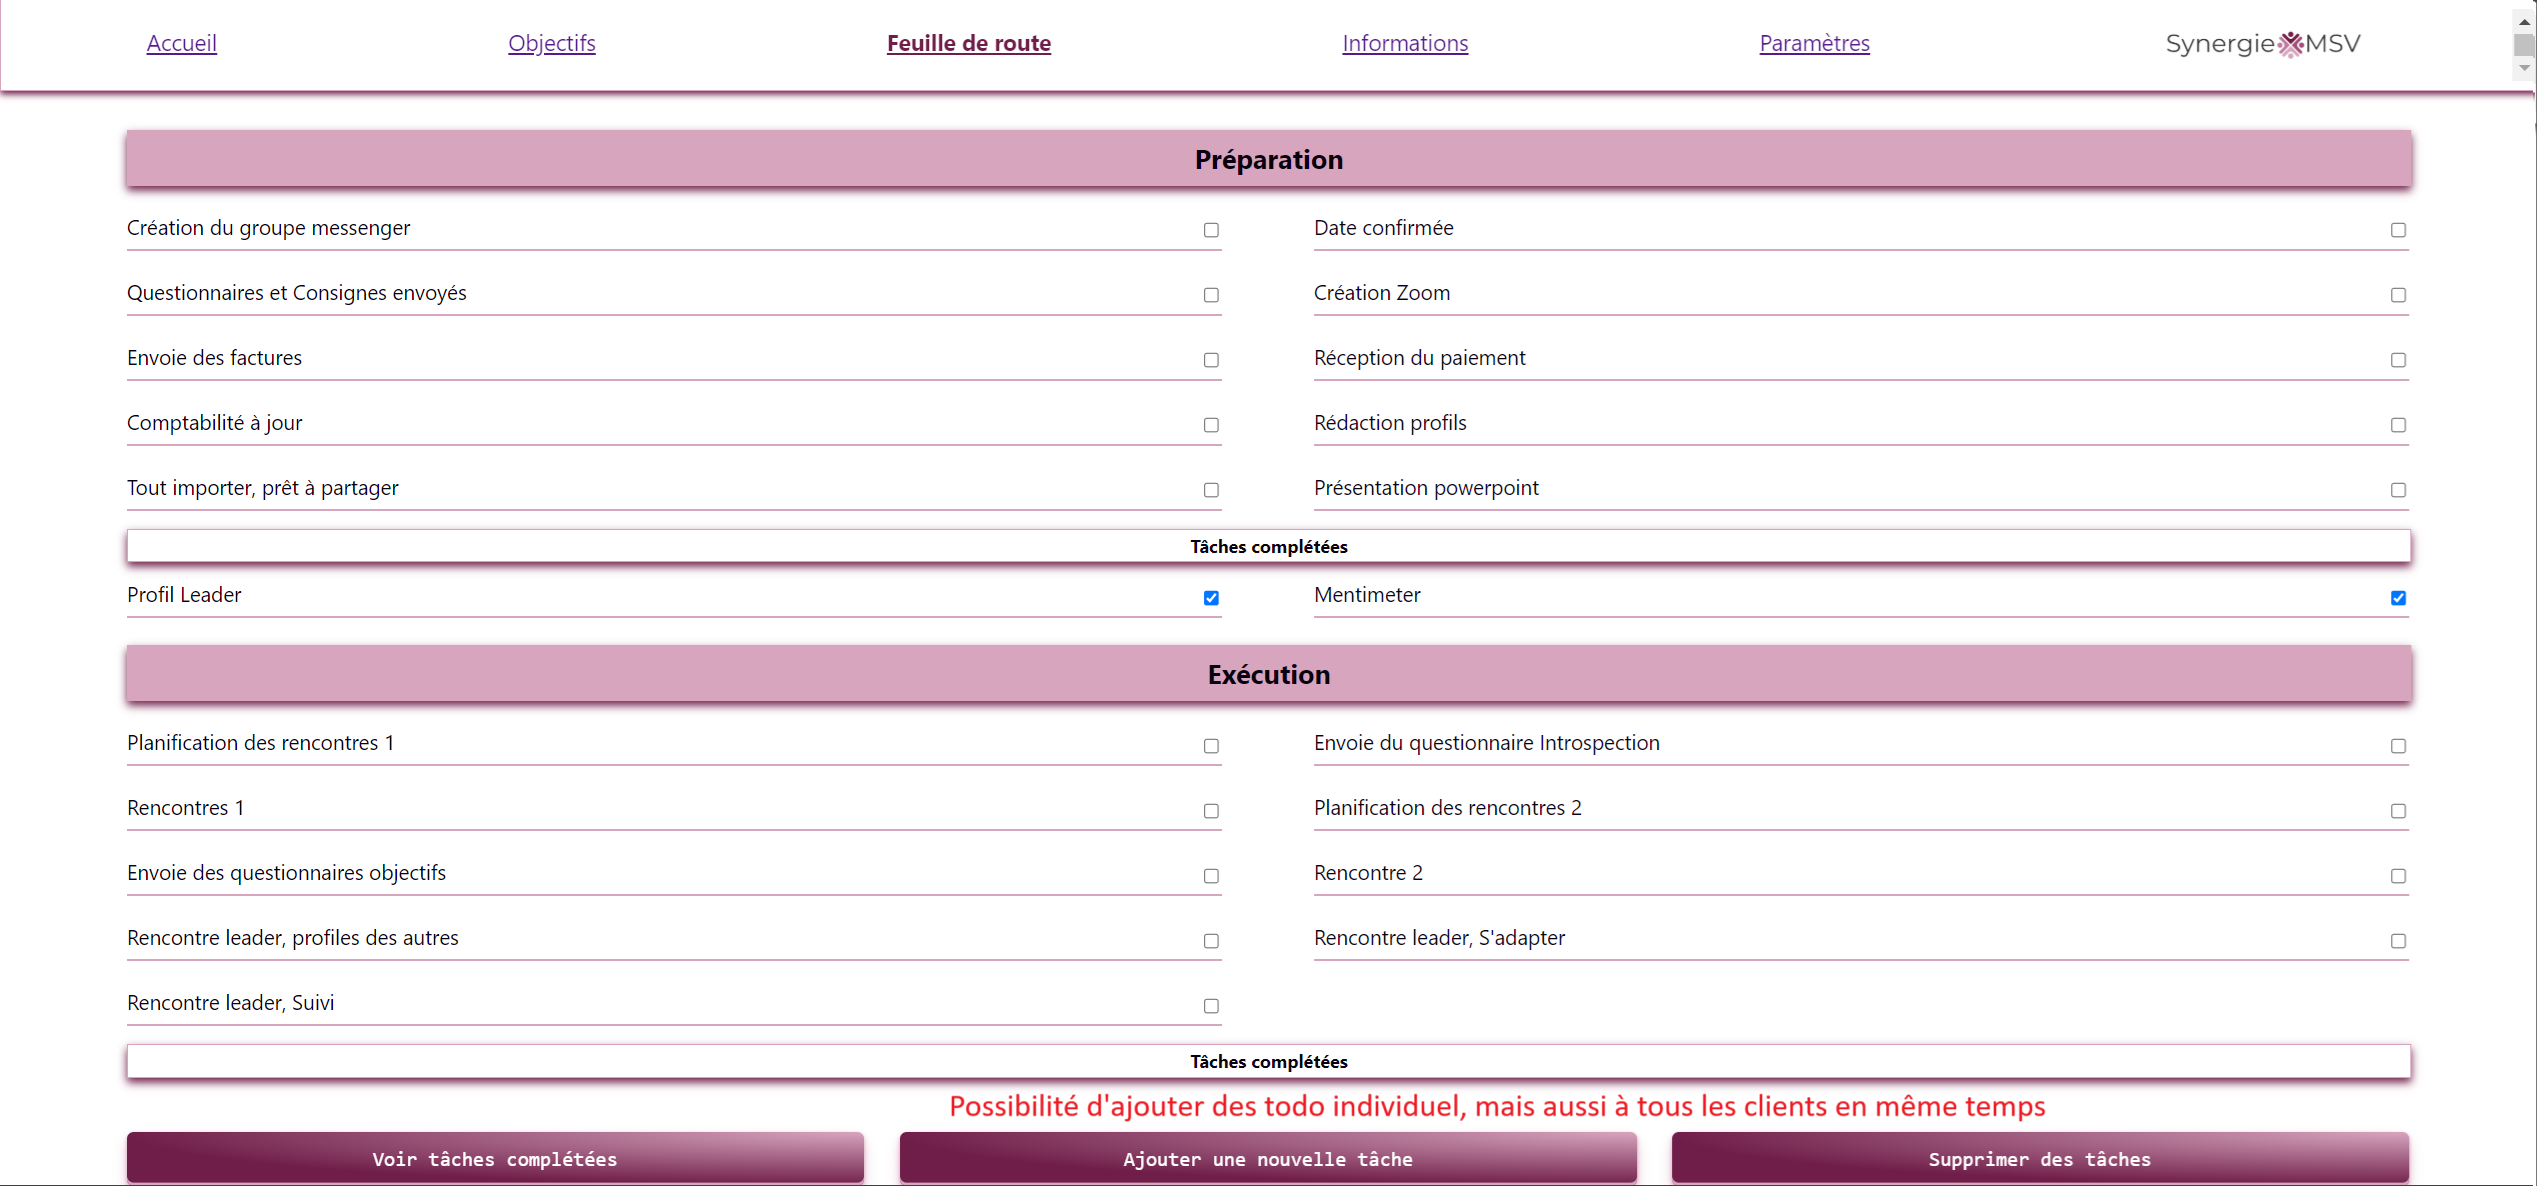 Accueil Objectifs Feuille de route Informations Paramètres Synergie MSV
Préparation
Création du groupe messenger Date confirmée
Questionnaires et Consignes envoyés Création Zoom
Envoie des factures Réception du paiement
Comptabilité à jour Rédaction profils
Tout importer, prêt à partager Présentation powerpoint
Tâches complétées
Profil Leader Mentimeter
Exécution
Planification des rencontres 1 Envoie du questionnaire Introspection
Rencontres 1 Planification des rencontres 2
Envoie des questionnaires objectifs Rencontre 2
Rencontre leader, profiles des autres Rencontre leader, S'adapter
Rencontre leader, Suivi
Tâches complétées
Possibilité d'ajouter des todo individuel, mais aussi à tous les clients en même temps
Voir tâches complétées Ajouter une nouvelle tâche Supprimer des tâches